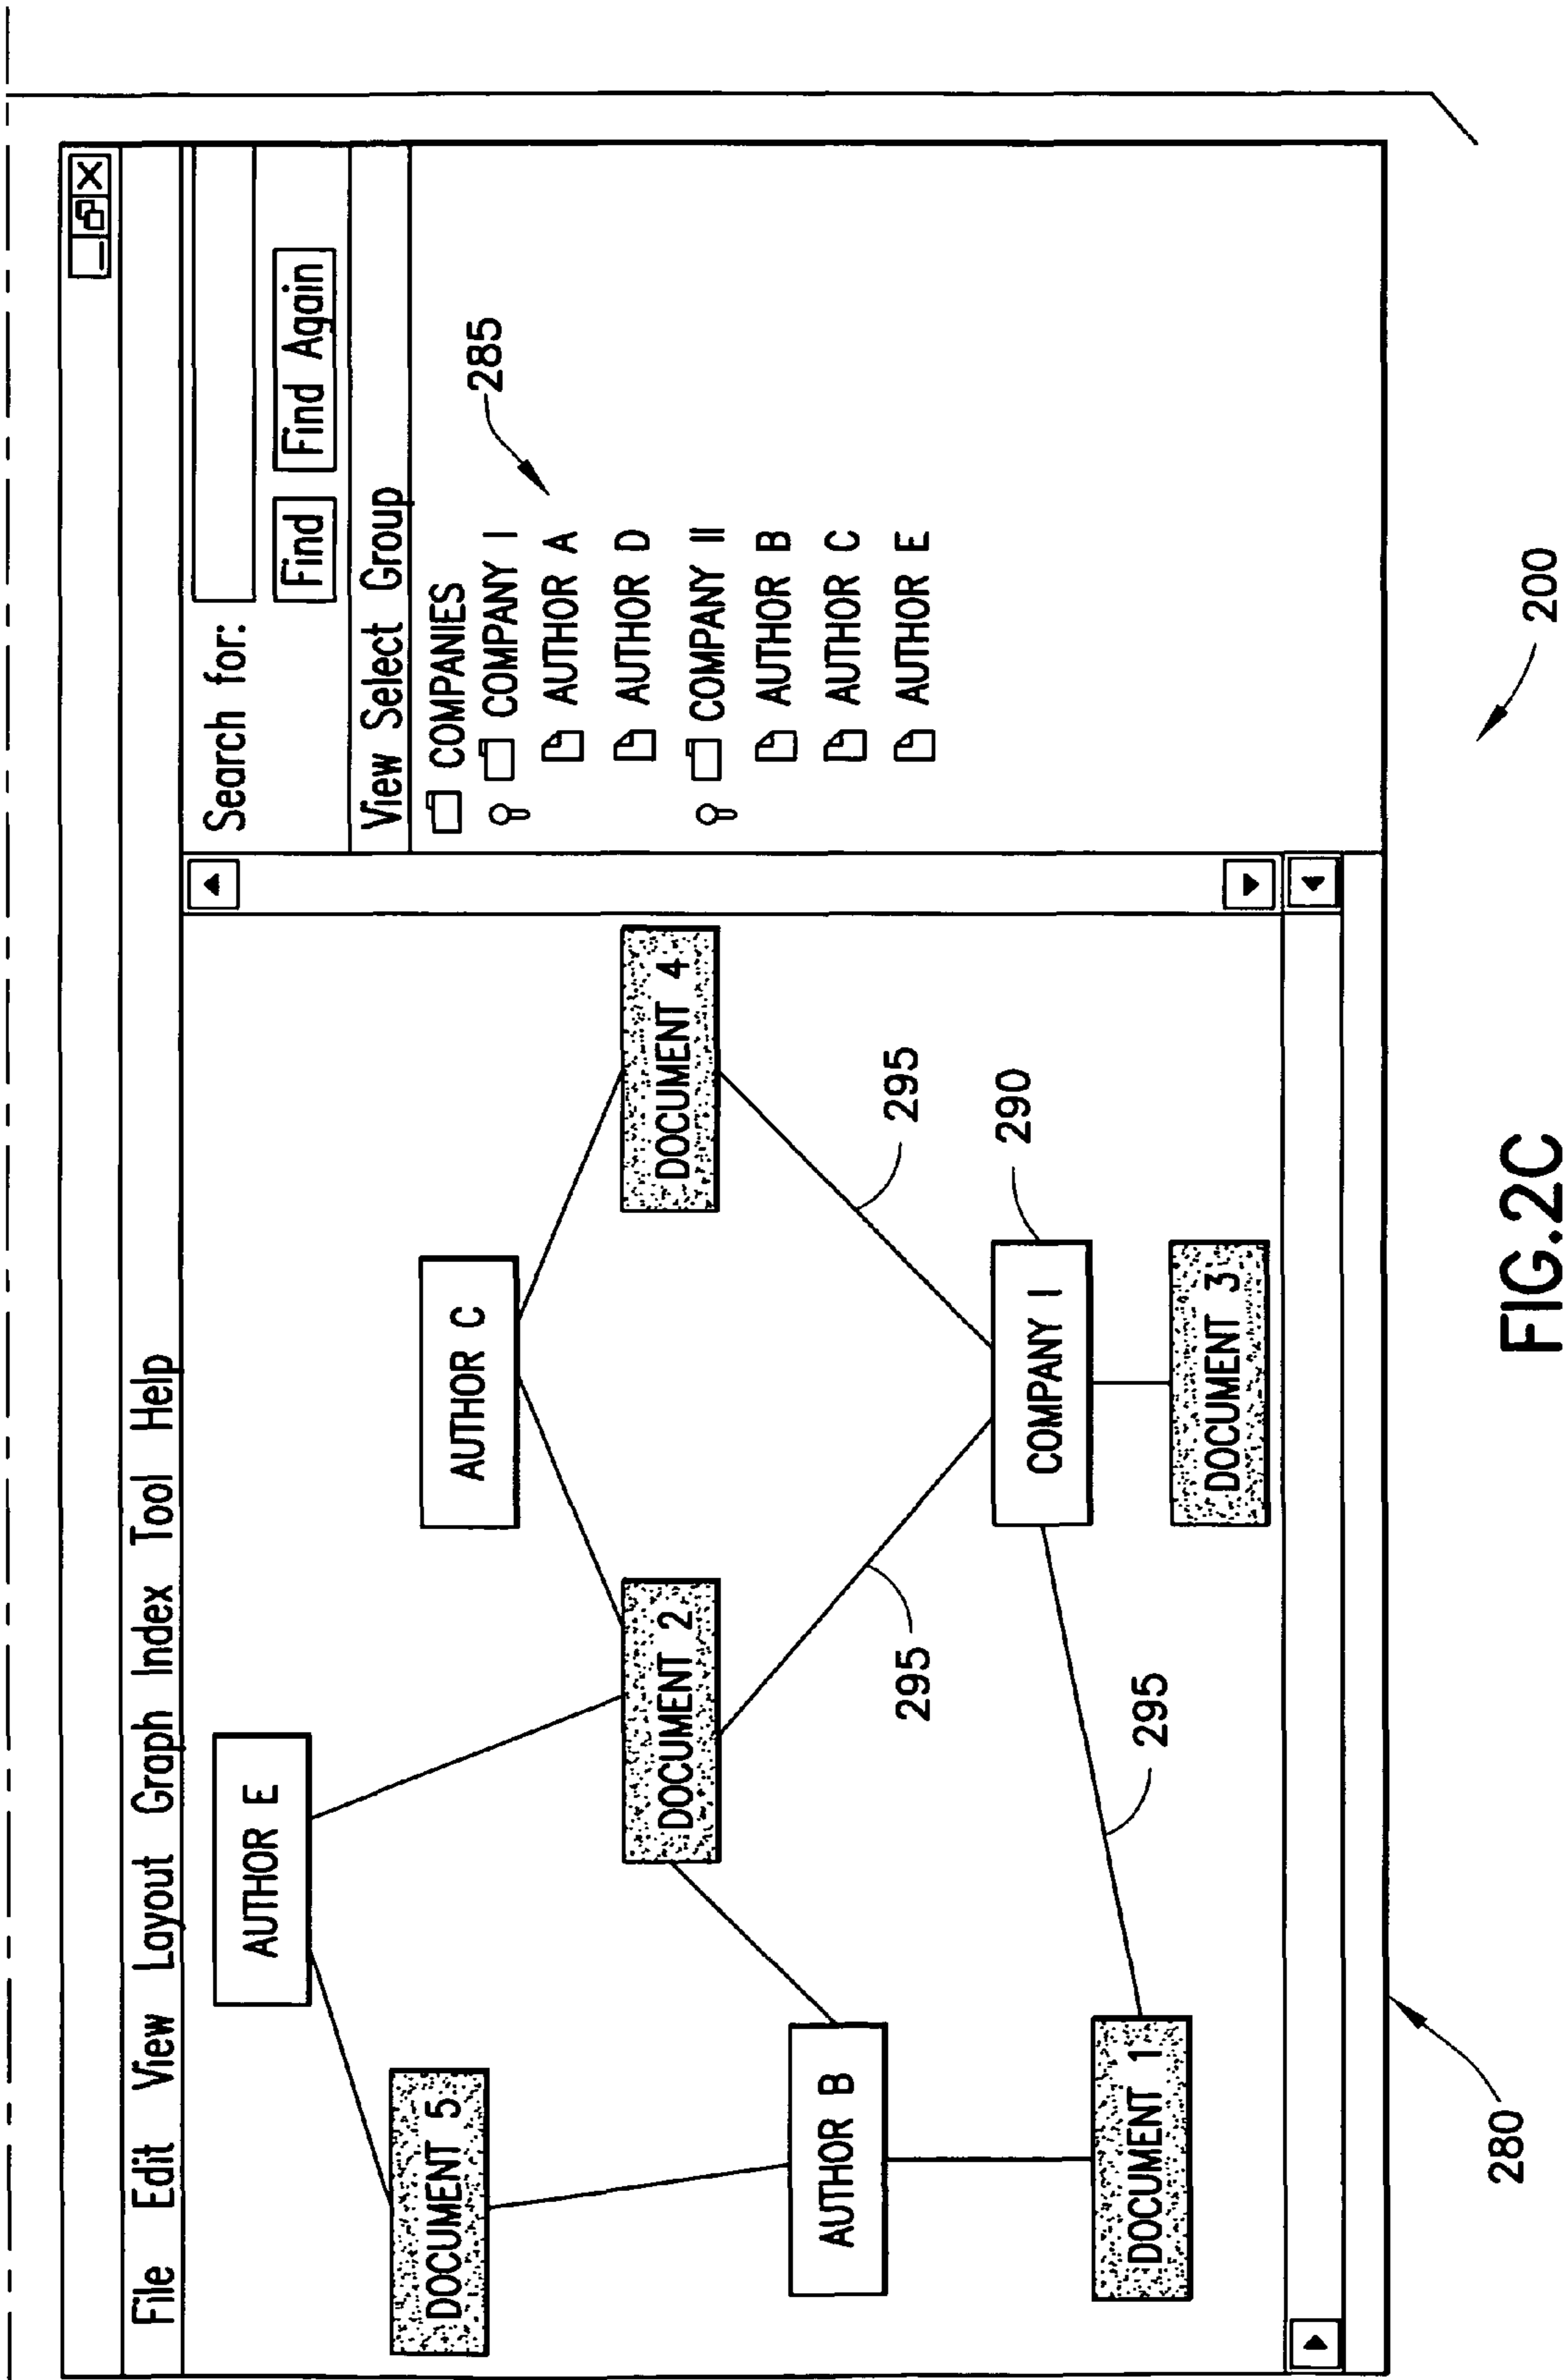 File Edit View Layout Graph Index Tool Help
Search for:
Find Find Again
View Select Group
COMPANIES
COMPANY I
AUTHOR A
AUTHOR D
COMPANY II
AUTHOR B
AUTHOR C
AUTHOR E
285
AUTHOR E
DOCUMENT 5
AUTHOR C
DOCUMENT 2
DOCUMENT 4
AUTHOR B
295
295
COMPANY I
290
DOCUMENT 1
295
DOCUMENT 3
280
200
FIG.2C